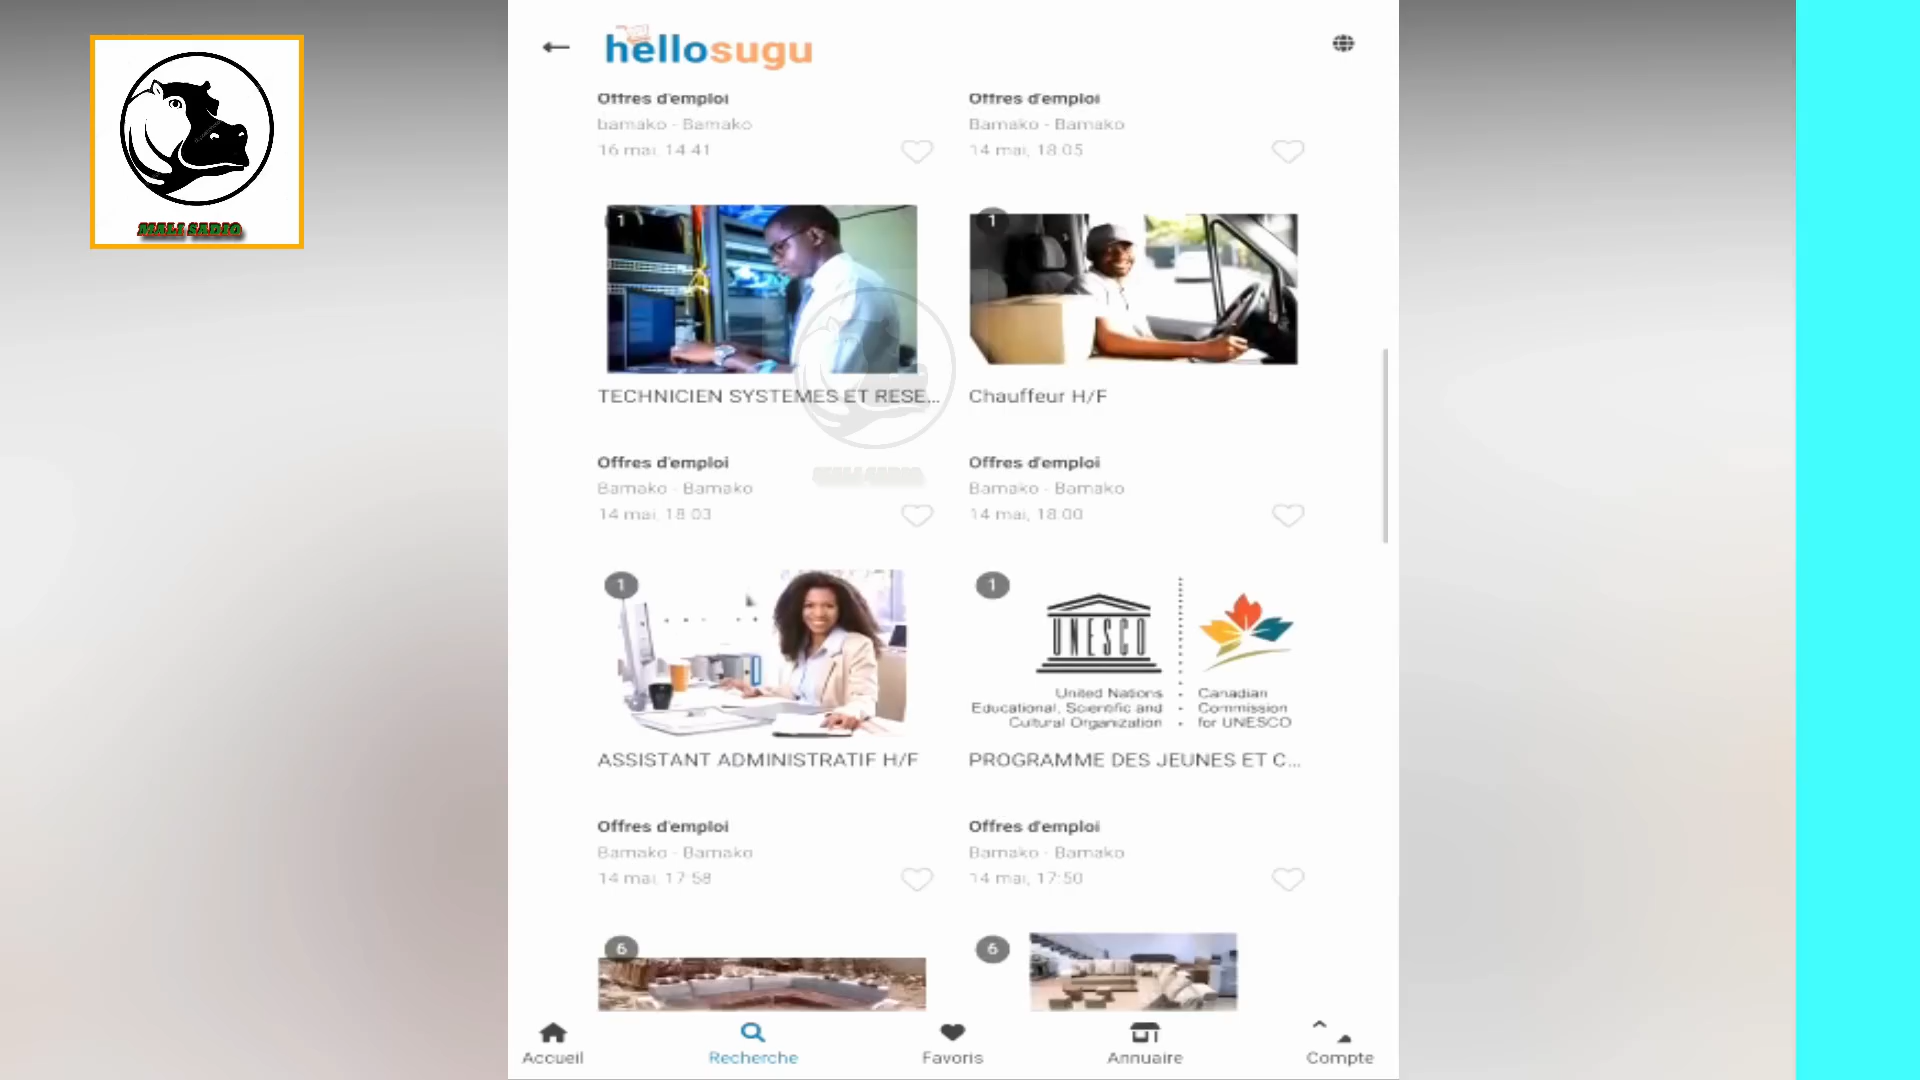 hellosugu
MALI SADIO
Offres d'emploi
bamako - Bamako
16 mai, 14:41
Offres d'emploi
Bamako - Bamako
14 mai, 18:05
1
TECHNICIEN SYSTEMES ET RESE...
Offres d'emploi
Bamako - Bamako
14 mai, 18:03
1
Chauffeur H/F
Offres d'emploi
Bamako - Bamako
14 mai, 18:00
MALI SADIO
1
ASSISTANT ADMINISTRATIF H/F
Offres d'emploi
Bamako - Bamako
14 mai, 17:58
1
UNESCO
United Nations
Educational, Scientific and
Cultural Organization
Canadian
Commission
for UNESCO
PROGRAMME DES JEUNES ET C...
Offres d'emploi
Bamako - Bamako
14 mai, 17:50
6
6
Accueil
Recherche
Favoris
Annuaire
Compte